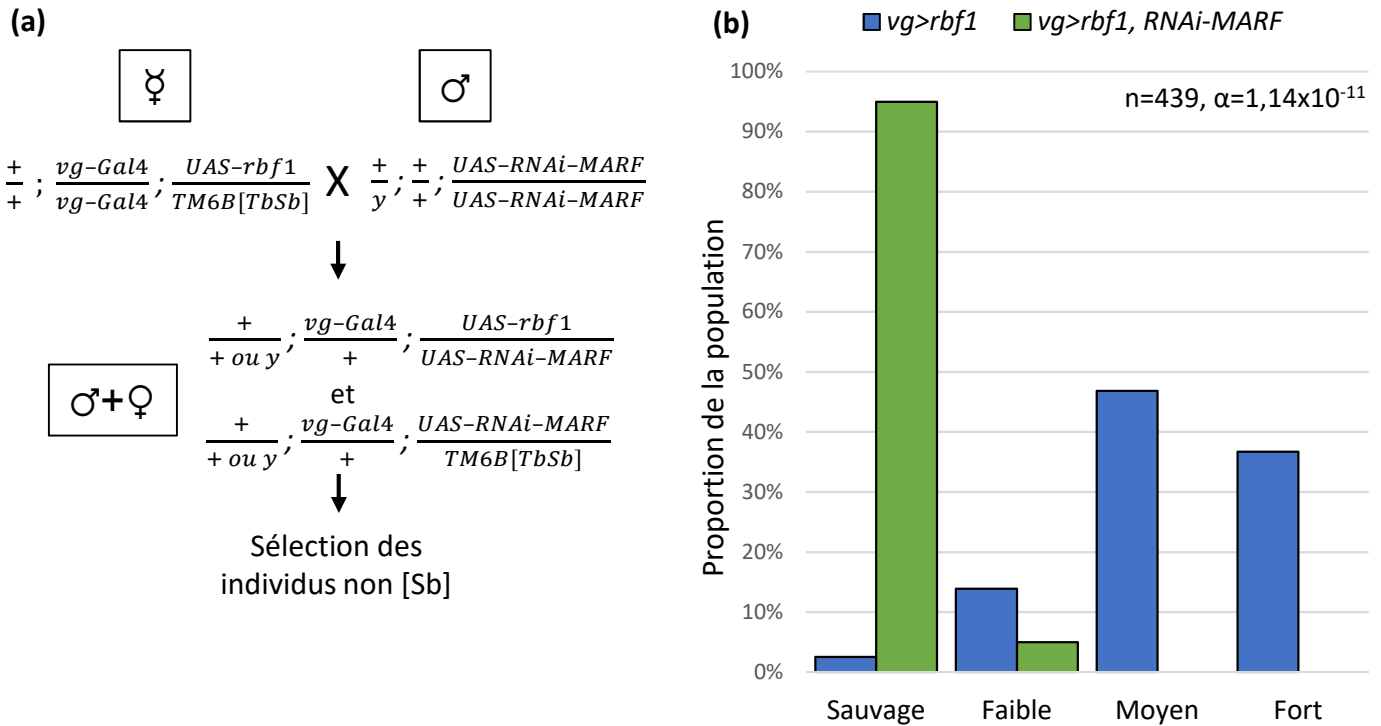 (a)
☿ ♂
+/+ ; vg–Gal4/vg–Gal4 ; UAS–rbf1/TM6B[TbSb] X +/y ; +/+ ; UAS–RNAi–MARF/UAS–RNAi–MARF
♂+♀
+/+ ou y ; vg–Gal4/+ ; UAS–rbf1/UAS–RNAi–MARF
et
+/+ ou y ; vg–Gal4/+ ; UAS–RNAi–MARF/TM6B[TbSb]
Sélection des
individus non [Sb]
(b)
vg>rbf1 vg>rbf1, RNAi-MARF
n=439, α=1,14x10⁻¹¹
Proportion de la population
100%
90%
80%
70%
60%
50%
40%
30%
20%
10%
0%
Sauvage Faible Moyen Fort